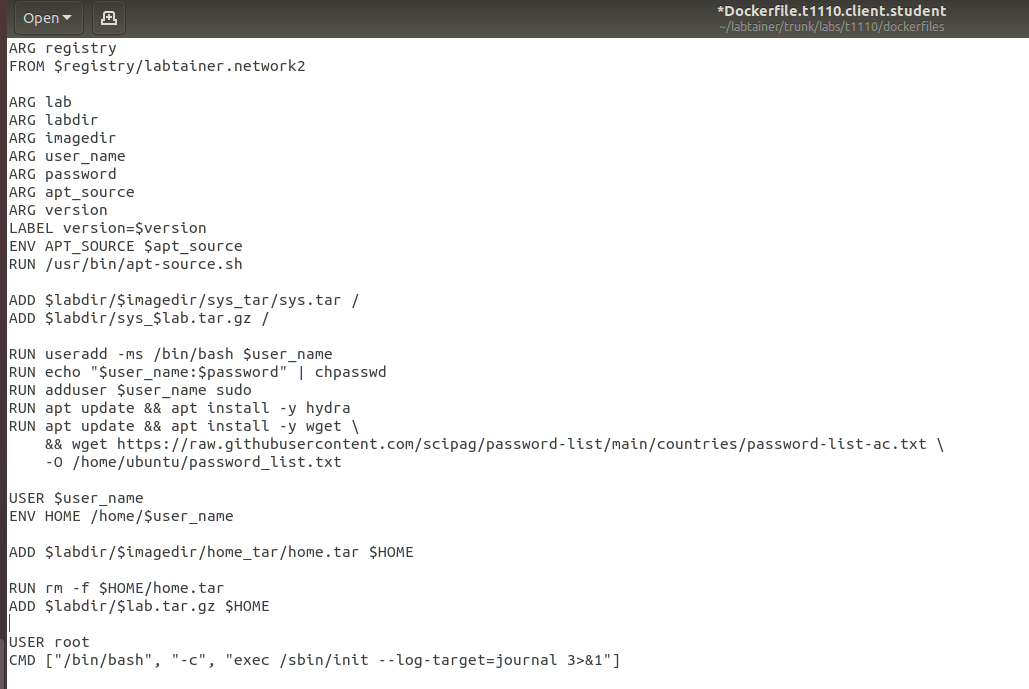 Open
*Dockerfile.t1110.client.student
~/labtainer/trunk/labs/t1110/dockerfiles
ARG registry
FROM $registry/labtainer.network2
ARG lab
ARG labdir
ARG imagedir
ARG user_name
ARG password
ARG apt_source
ARG version
LABEL version=$version
ENV APT_SOURCE $apt_source
RUN /usr/bin/apt-source.sh
ADD $labdir/$imagedir/sys_tar/sys.tar /
ADD $labdir/sys_$lab.tar.gz /
RUN useradd -ms /bin/bash $user_name
RUN echo "$user_name:$password" | chpasswd
RUN adduser $user_name sudo
RUN apt update && apt install -y hydra
RUN apt update && apt install -y wget \
    && wget https://raw.githubusercontent.com/scipag/password-list/main/countries/password-list-ac.txt \
    -O /home/ubuntu/password_list.txt
USER $user_name
ENV HOME /home/$user_name
ADD $labdir/$imagedir/home_tar/home.tar $HOME
RUN rm -f $HOME/home.tar
ADD $labdir/$lab.tar.gz $HOME
USER root
CMD ["/bin/bash", "-c", "exec /sbin/init --log-target=journal 3>&1"]